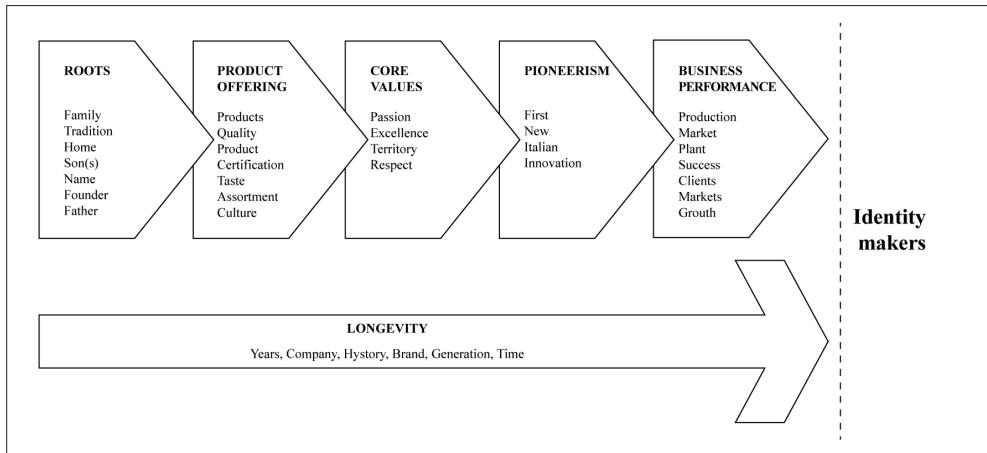 ROOTS
Family
Tradition
Home
Son(s)
Name
Founder
Father
PRODUCT
OFFERING
Products
Quality
Product
Certification
Taste
Assortment
Culture
CORE
VALUES
Passion
Excellence
Territory
Respect
PIONEERISM
First
New
Italian
Innovation
BUSINESS
PERFORMANCE
Production
Market
Plant
Success
Clients
Markets
Grouth
Identity
makers
LONGEVITY
Years, Company, Hystory, Brand, Generation, Time